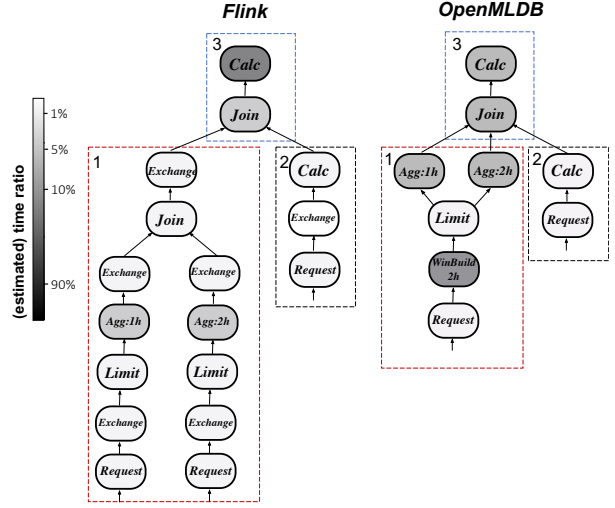 Flink
OpenMLDB
(estimated) time ratio
1%
5%
10%
90%
3
Calc
Join
1
Exchange
Join
Exchange
Exchange
Agg:1h
Agg:2h
Limit
Limit
Exchange
Exchange
Request
Request
2
Calc
Exchange
Request
3
Calc
Join
1
Agg:1h
Agg:2h
Limit
WinBuild
2h
Request
2
Calc
Request